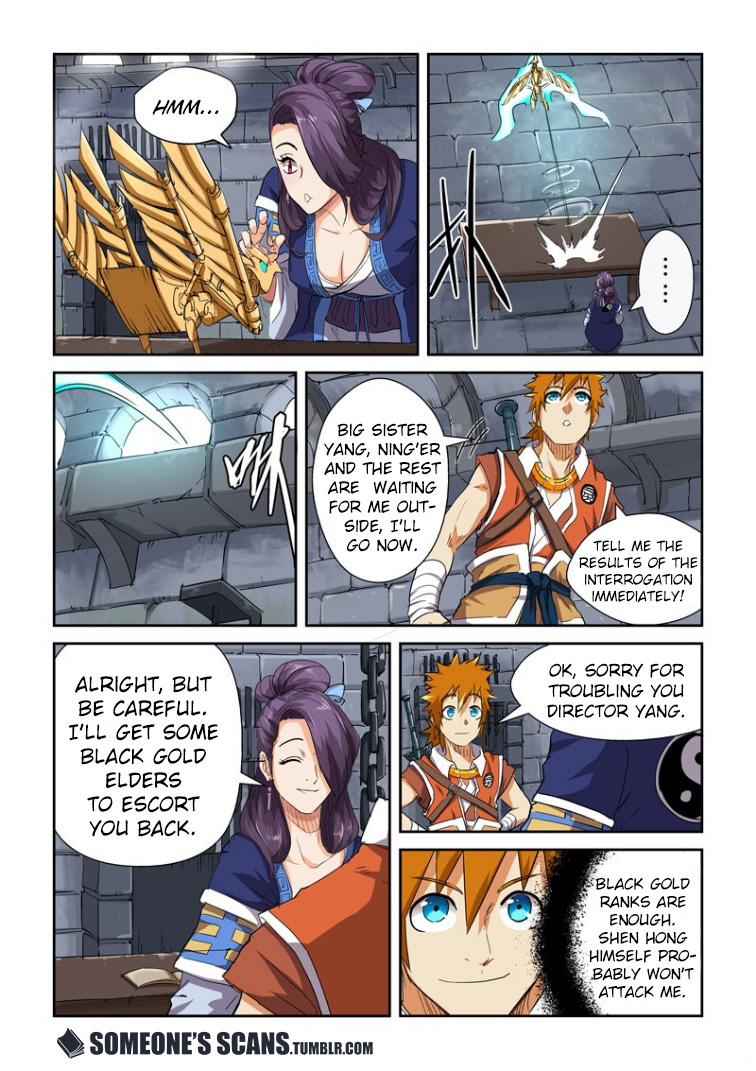 HMM...
......
BIG SISTER
YANG, NING'ER
AND THE REST
ARE WAITING
FOR ME OUT-
SIDE, I'LL
GO NOW.
TELL ME THE
RESULTS OF THE
INTERROGATION
IMMEDIATELY!
ALRIGHT, BUT
BE CAREFUL.
I'LL GET SOME
BLACK GOLD
ELDERS
TO ESCORT
YOU BACK.
OK, SORRY FOR
TROUBLING YOU
DIRECTOR YANG.
BLACK GOLD
RANKS ARE
ENOUGH.
SHEN HONG
HIMSELF PRO-
BABLY WON'T
ATTACK ME.
SOMEONE'S SCANS.TUMBLR.COM